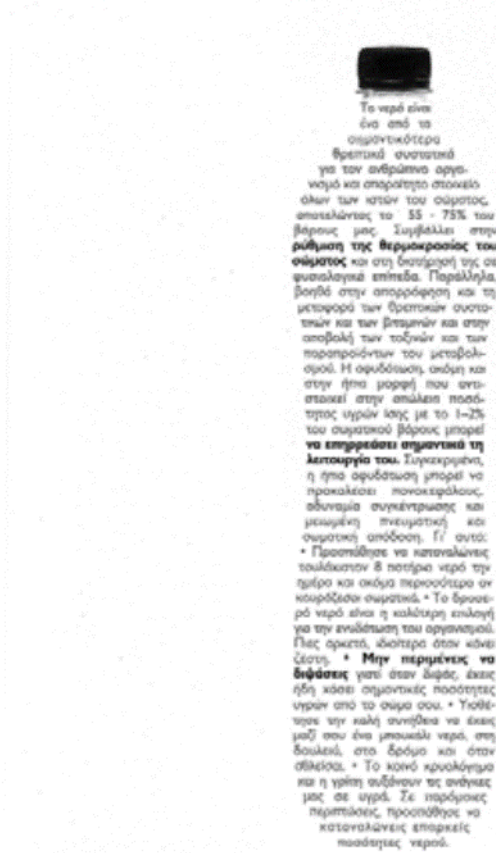 Το νερό είναι
ένα από τα
σημαντικότερα
θρεπτικά συστατικά
για τον ανθρώπινο οργα-
νισμό και απαραίτητο στοιχείο
όλων των ιστών του σώματος,
αποτελώντας το 55 - 75% του
βάρους μας. Συμβάλλει στην
ρύθμιση της θερμοκρασίας του
σώματος και στη διατήρησή της σε
φυσιολογικά επίπεδα. Παράλληλα,
βοηθά στην απορρόφηση και τη
μεταφορά των θρεπτικών συστα-
τικών και των βιταμινών και στην
αποβολή των τοξινών και των
παραπροϊόντων του μεταβολι-
σμού. Η αφυδάτωση, ακόμη και
στην ήπια μορφή που αντι-
στοιχεί στην απώλεια ποσό-
τητας υγρών ίσης με το 1–2%
του σωματικού βάρους μπορεί
να επηρρεάσει σημαντικά τη
λειτουργία του. Συγκεκριμένα,
η ήπια αφυδάτωση μπορεί να
προκαλέσει πονοκεφάλους,
αδυναμία συγκέντρωσης και
μειωμένη πνευματική και
σωματική απόδοση. Γι' αυτό:
• Προσπάθησε να καταναλώνεις
τουλάχιστον 8 ποτήρια νερό την
ημέρα και ακόμα περισσότερο αν
κουράζεσαι σωματικά. • Το δροσε-
ρό νερό είναι η καλύτερη επιλογή
για την ενυδάτωση του οργανισμού.
Πιες αρκετό, ιδιαίτερα όταν κάνει
ζέστη. • Μην περιμένεις να
διψάσεις γιατί όταν διψάς, έχεις
ήδη χάσει σημαντικές ποσότητες
υγρών από το σώμα σου. • Υιοθέ-
τησε την καλή συνήθεια να έχεις
μαζί σου ένα μπουκάλι νερό, στη
δουλειά, στο δρόμο και όταν
αθλείσαι. • Το κοινό κρυολόγημα
και η γρίπη αυξάνουν τις ανάγκες
μας σε υγρά. Σε παρόμοιες
περιπτώσεις, προσπάθησε να
καταναλώνεις επαρκείς
ποσότητες νερού.